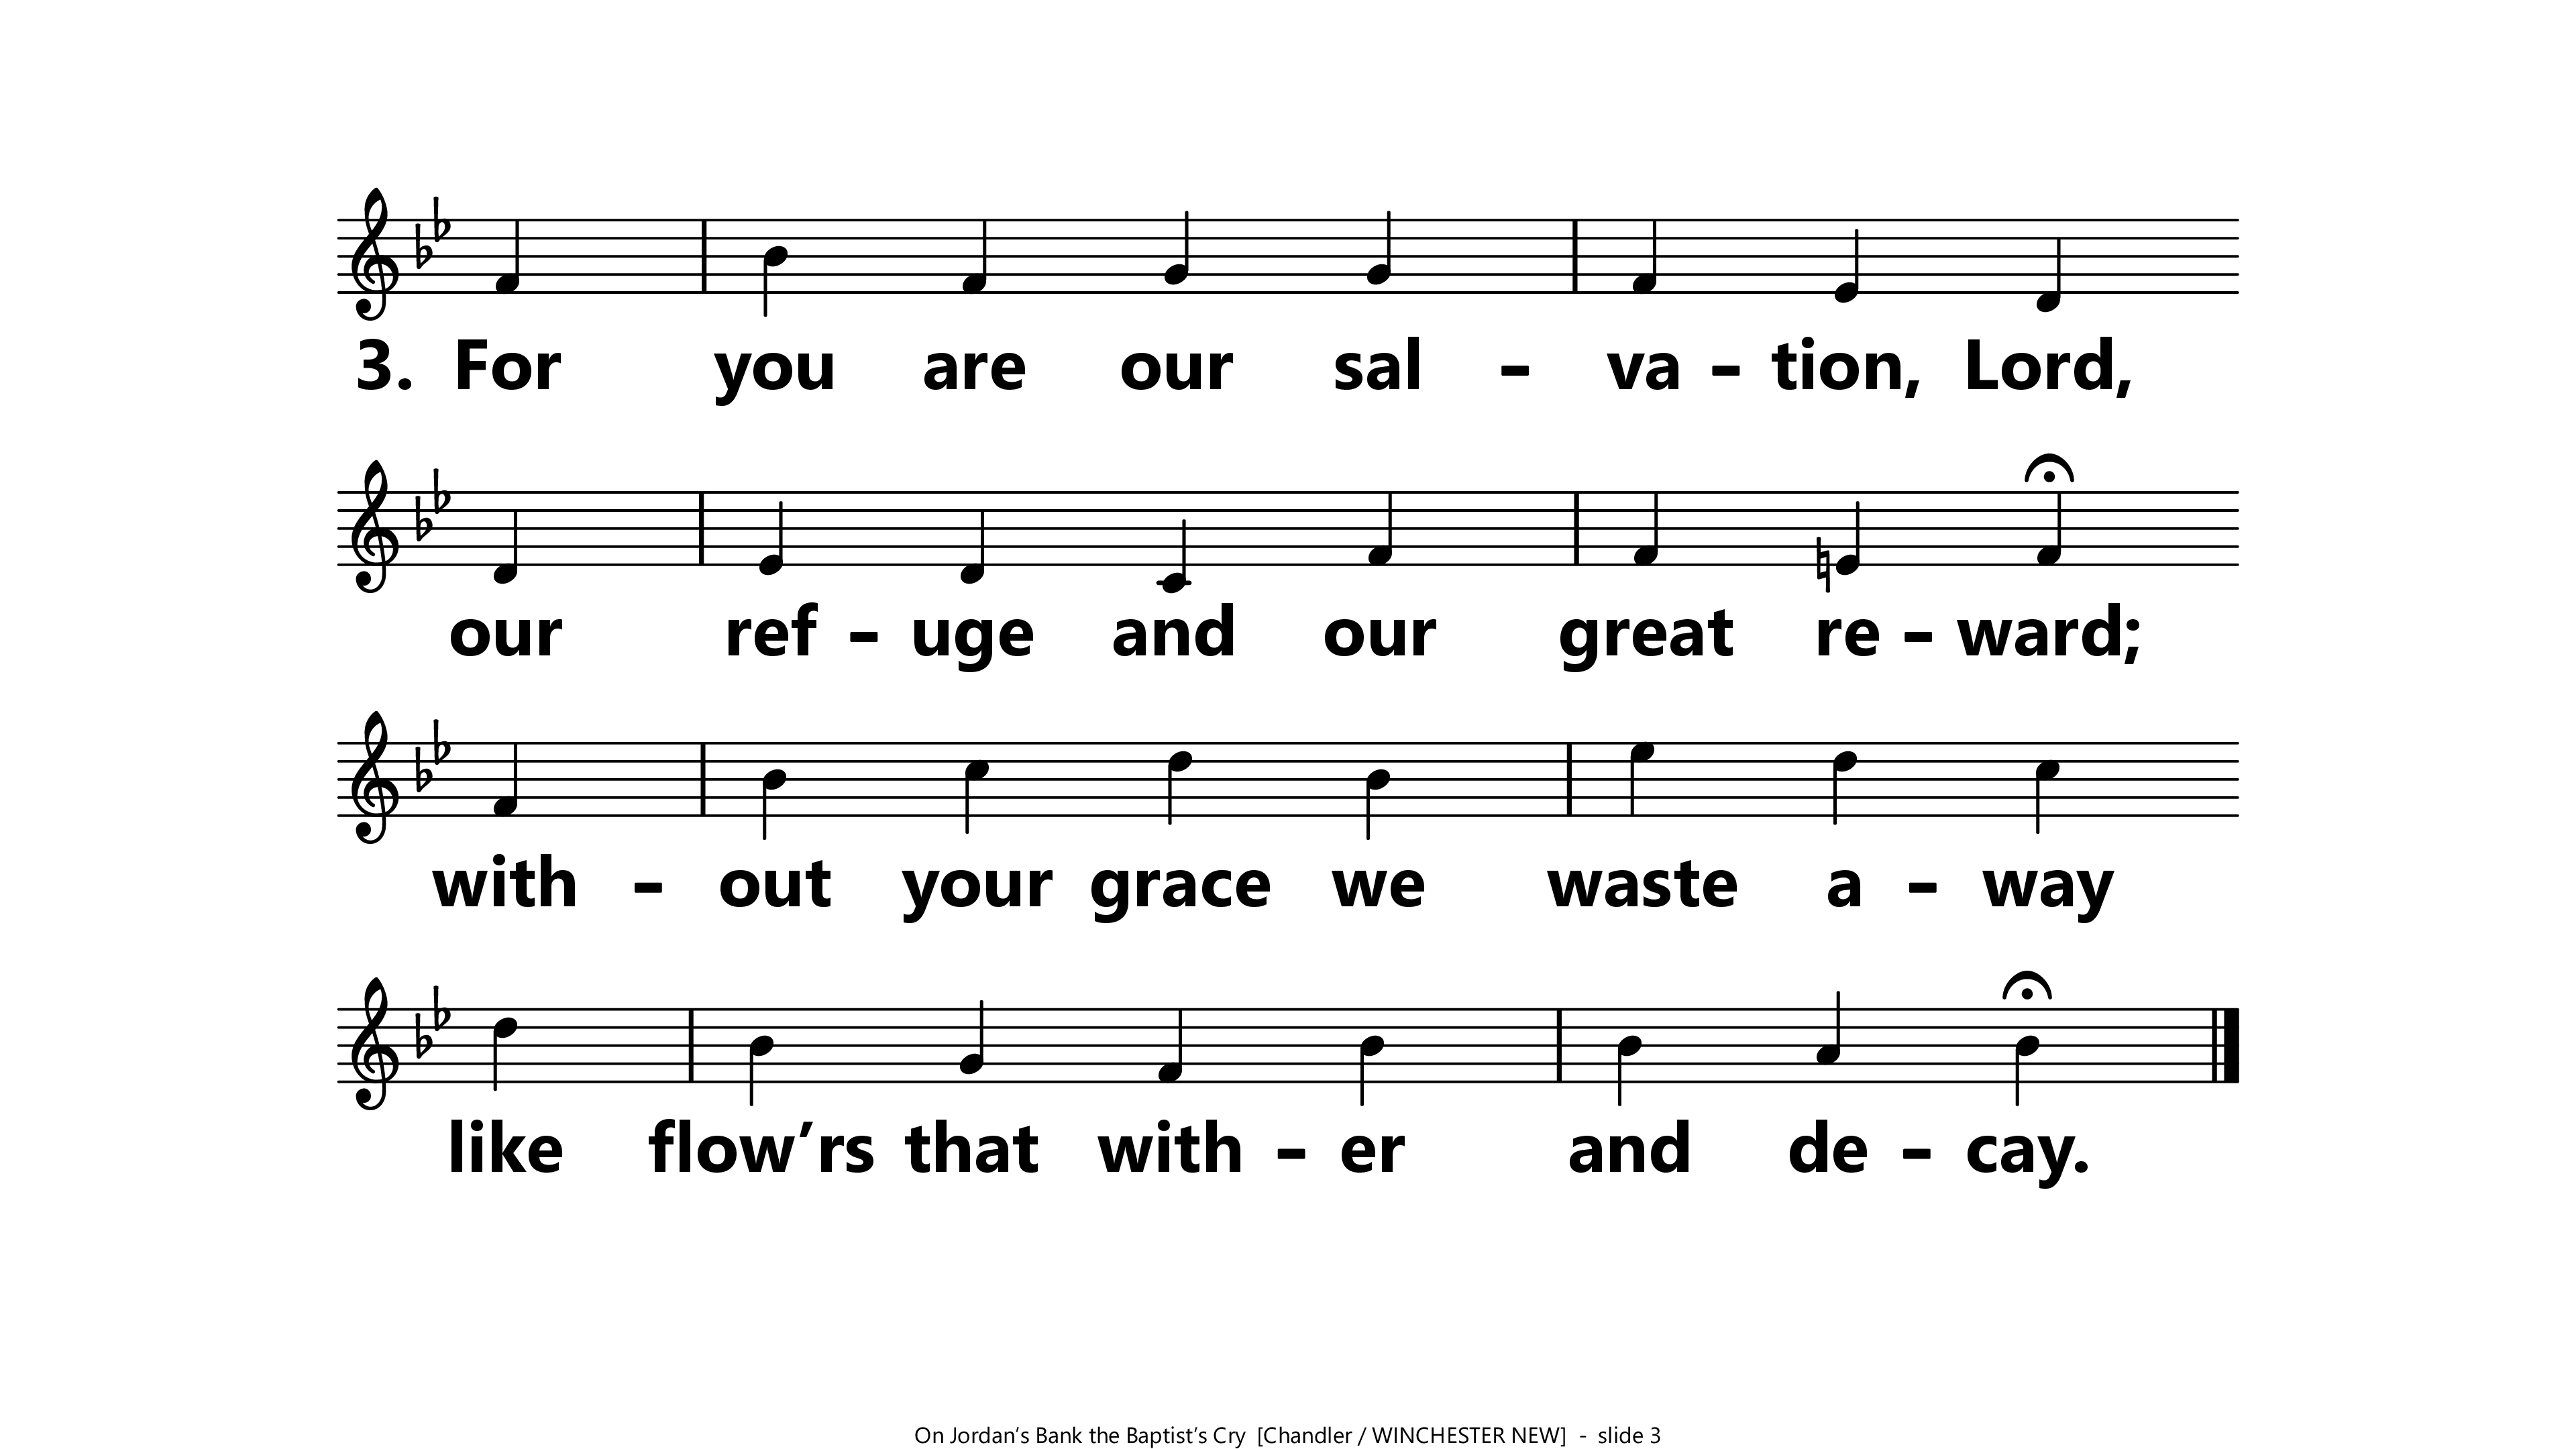 3. For you are our sal - va - tion, Lord,
our ref - uge and our great re - ward;
with - out your grace we waste a - way
like flow’rs that with - er and de - cay.
On Jordan’s Bank the Baptist’s Cry [Chandler / WINCHESTER NEW] - slide 3